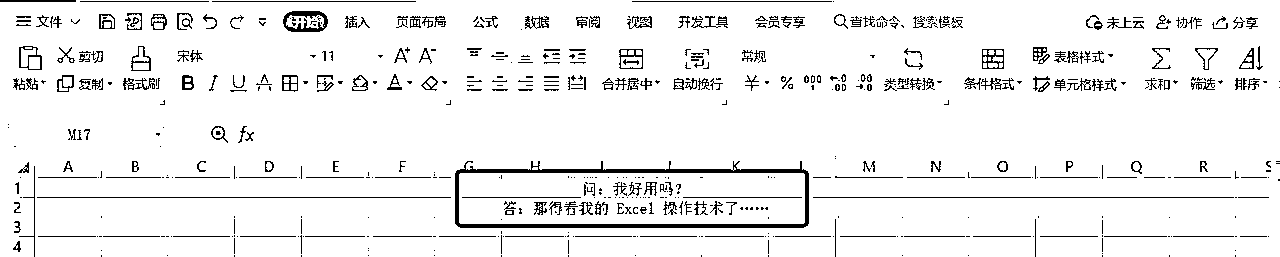 文件 开始 插入 页面布局 公式 数据 审阅 视图 开发工具 会员专享 查找命令、搜索模板 未上云 协作 分享
剪切 宋体 11 常规 表格样式
粘贴 复制 格式刷 B I U A A 合并居中 自动换行 ¥ % 000 类型转换 条件格式 单元格样式 求和 筛选 排序
M17 fx
A B C D E F G H I J K L M N O P Q R S
1 问：我好用吗？
2 答：那得看我的 Excel 操作技术了……
3
4